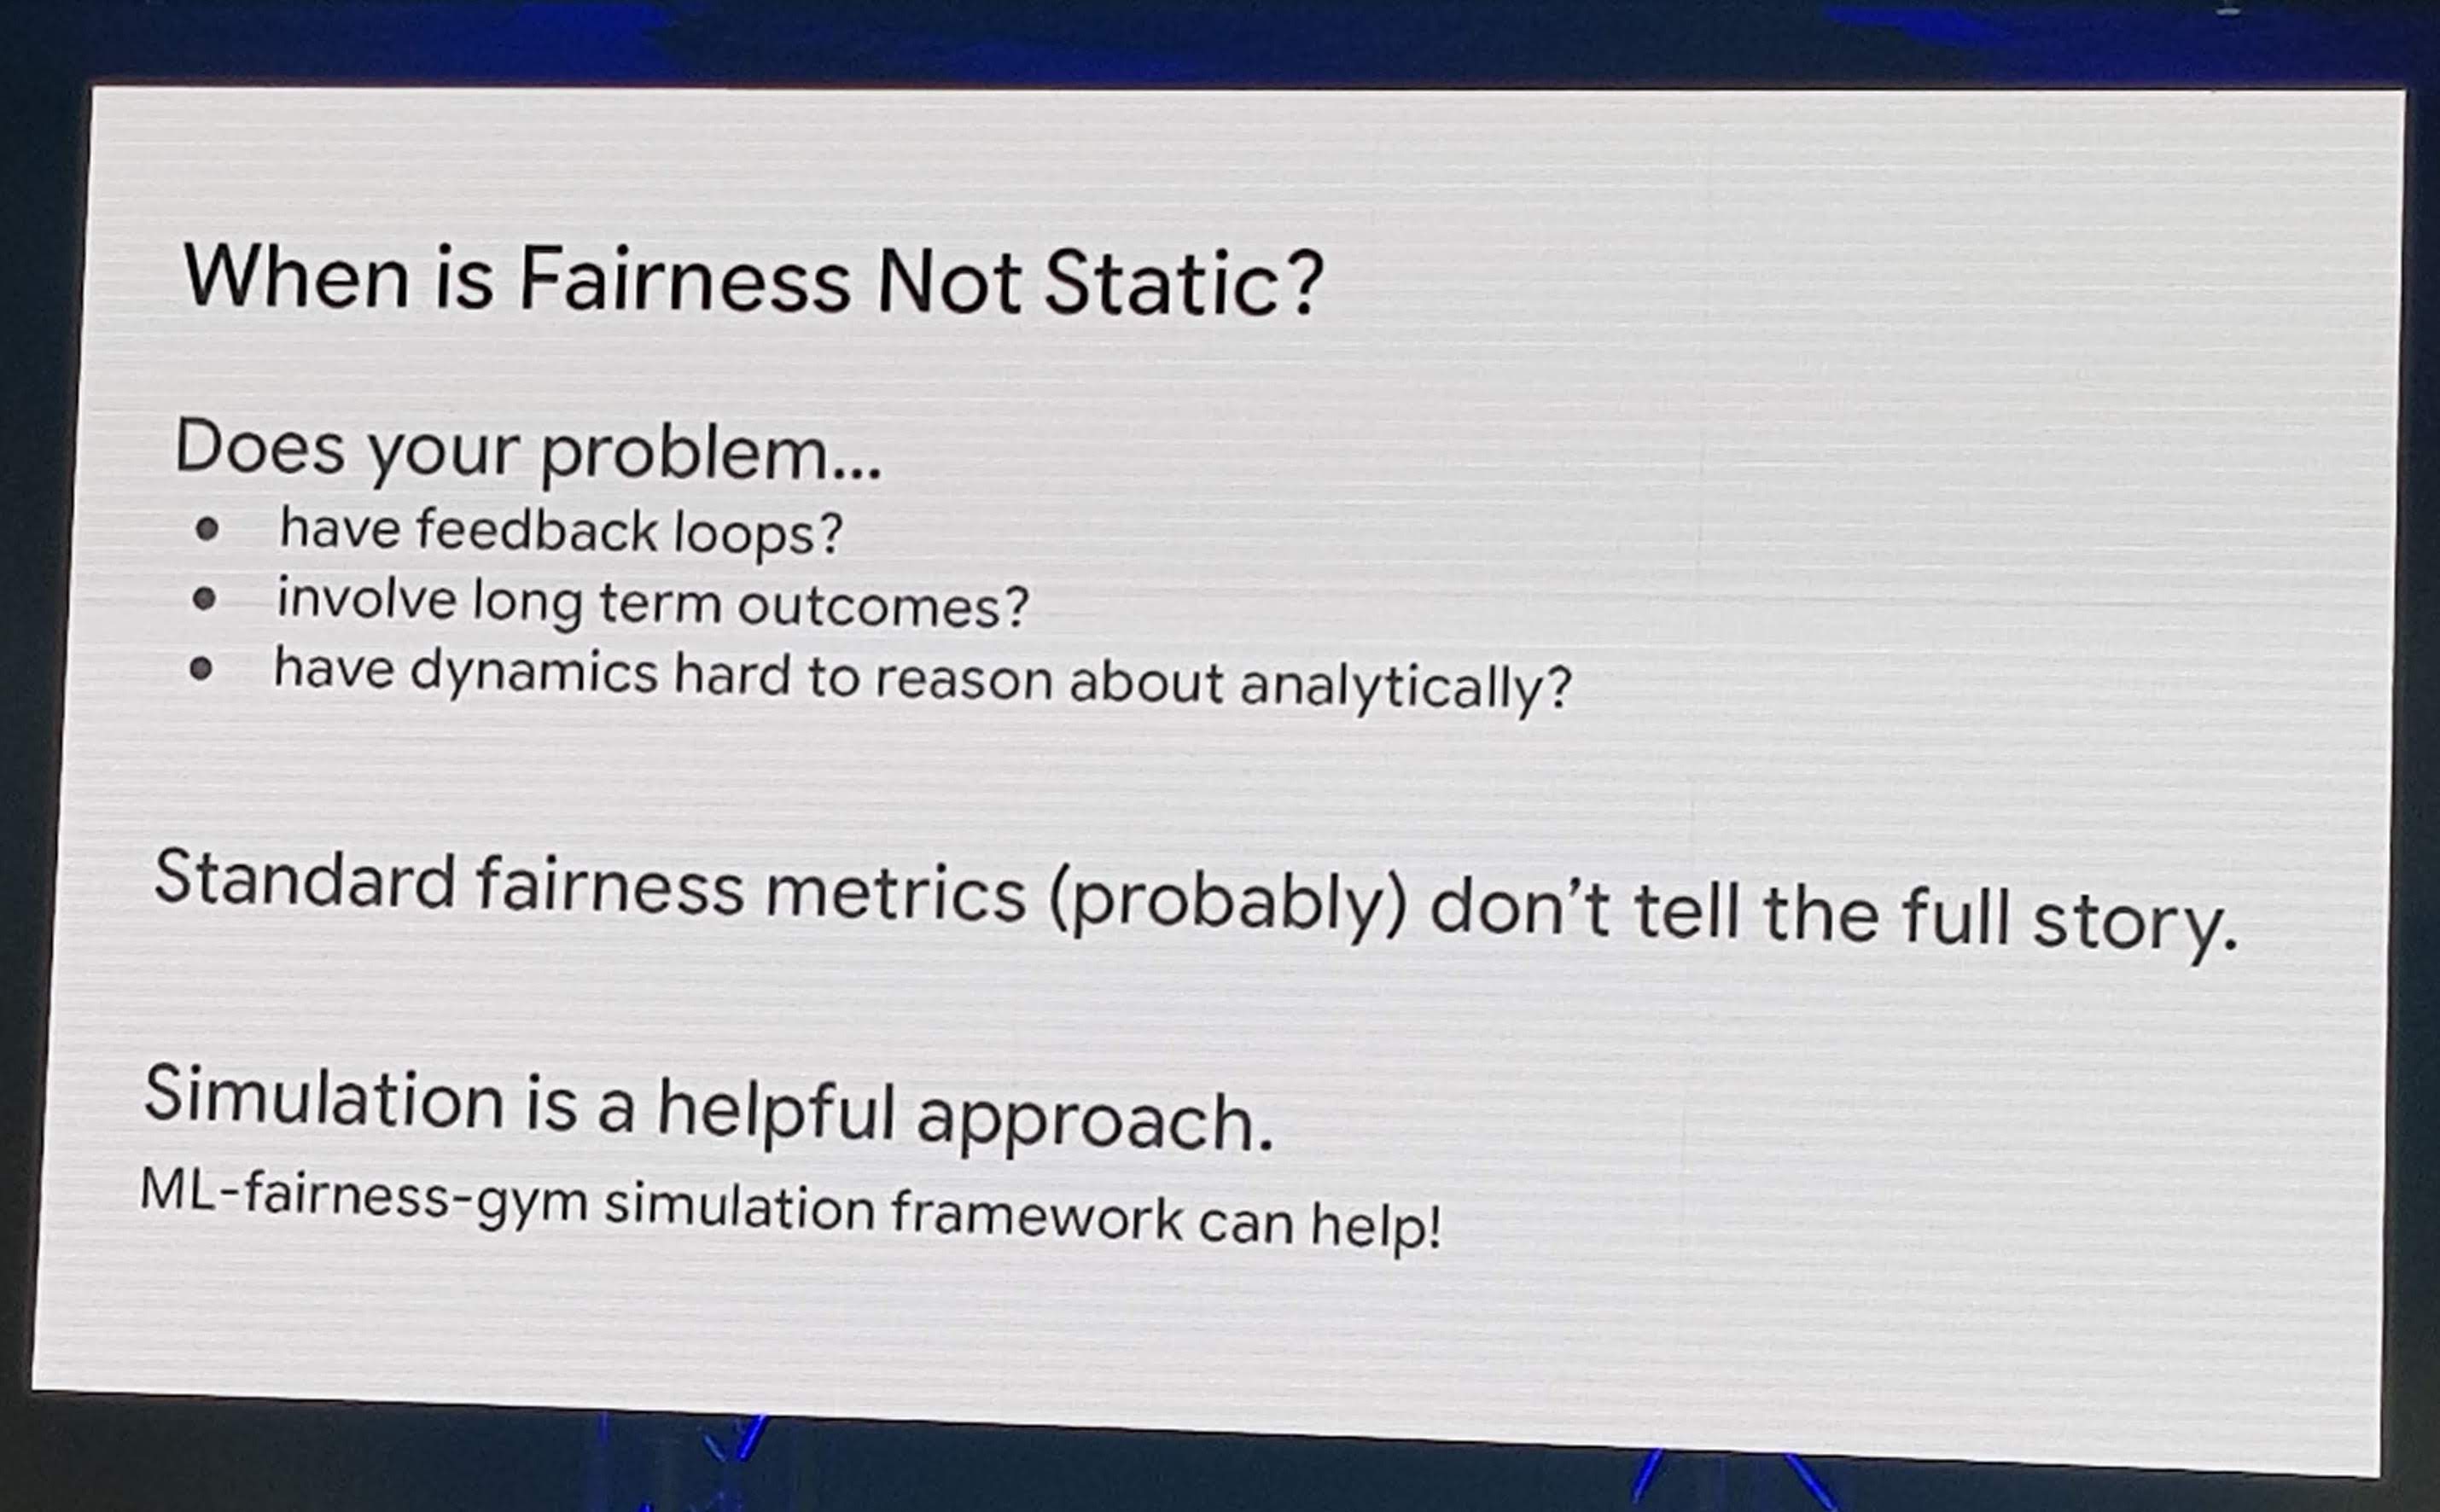 When is Fairness Not Static?
Does your problem...
● have feedback loops?
● involve long term outcomes?
● have dynamics hard to reason about analytically?
Standard fairness metrics (probably) don't tell the full story.
Simulation is a helpful approach.
ML-fairness-gym simulation framework can help!